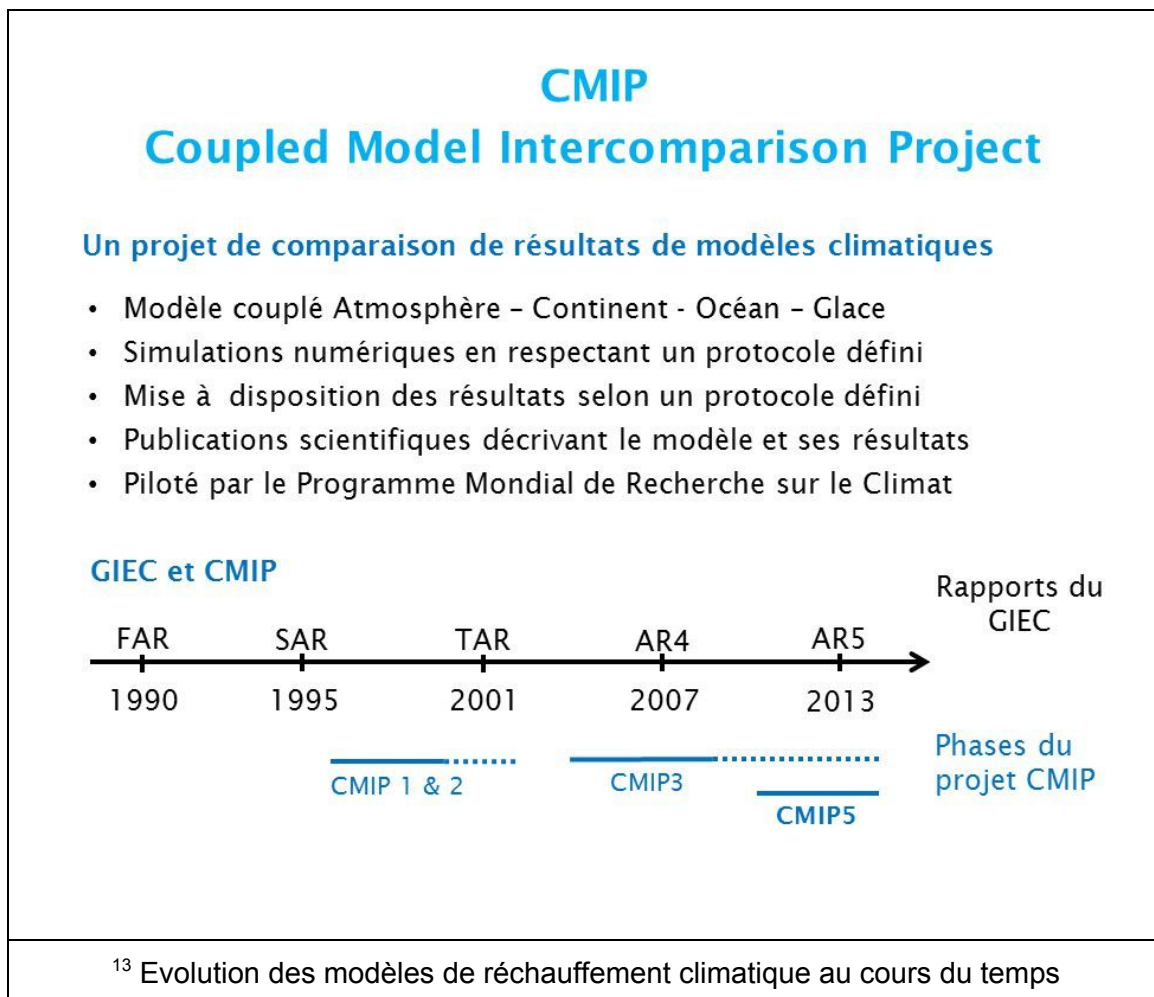 CMIP
Coupled Model Intercomparison Project
Un projet de comparaison de résultats de modèles climatiques
• Modèle couplé Atmosphère – Continent - Océan – Glace
• Simulations numériques en respectant un protocole défini
• Mise à disposition des résultats selon un protocole défini
• Publications scientifiques décrivant le modèle et ses résultats
• Piloté par le Programme Mondial de Recherche sur le Climat
GIEC et CMIP
Rapports du
GIEC
FAR SAR TAR AR4 AR5
1990 1995 2001 2007 2013
Phases du
projet CMIP
CMIP 1 & 2 CMIP3
CMIP5
¹³ Evolution des modèles de réchauffement climatique au cours du temps